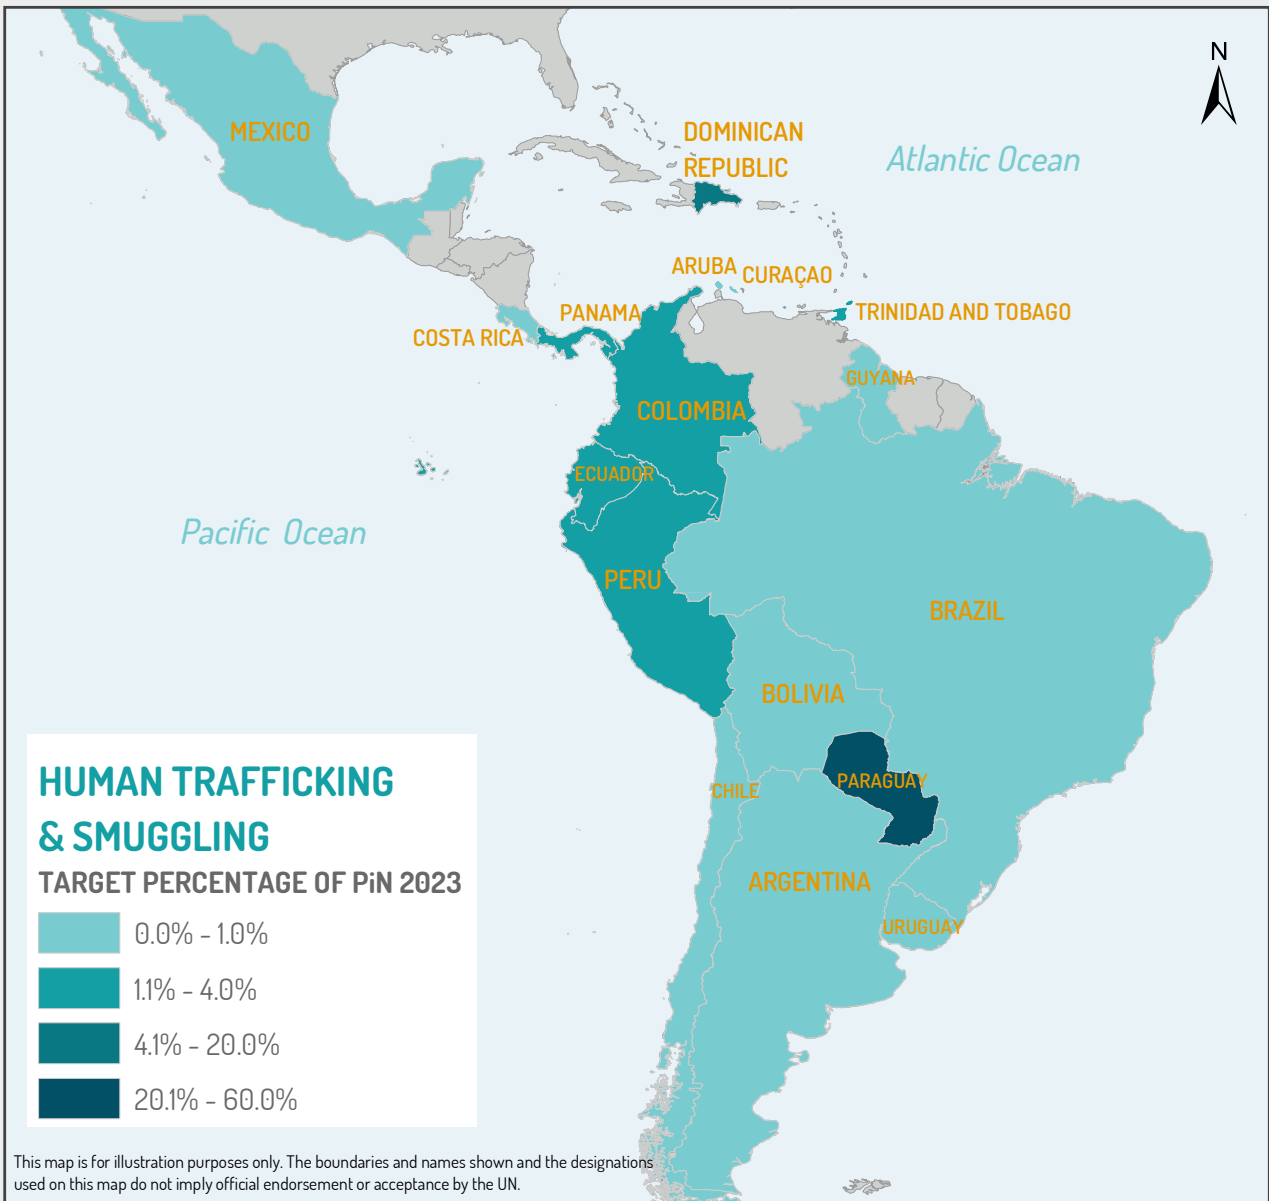 N
MEXICO
DOMINICAN
REPUBLIC
Atlantic Ocean
ARUBA
CURAÇAO
PANAMA
TRINIDAD AND TOBAGO
COSTA RICA
GUYANA
COLOMBIA
ECUADOR
Pacific Ocean
PERU
BRAZIL
BOLIVIA
PARAGUAY
CHILE
ARGENTINA
URUGUAY
HUMAN TRAFFICKING
& SMUGGLING
TARGET PERCENTAGE OF PiN 2023
0.0% - 1.0%
1.1% - 4.0%
4.1% - 20.0%
20.1% - 60.0%
This map is for illustration purposes only. The boundaries and names shown and the designations
used on this map do not imply official endorsement or acceptance by the UN.